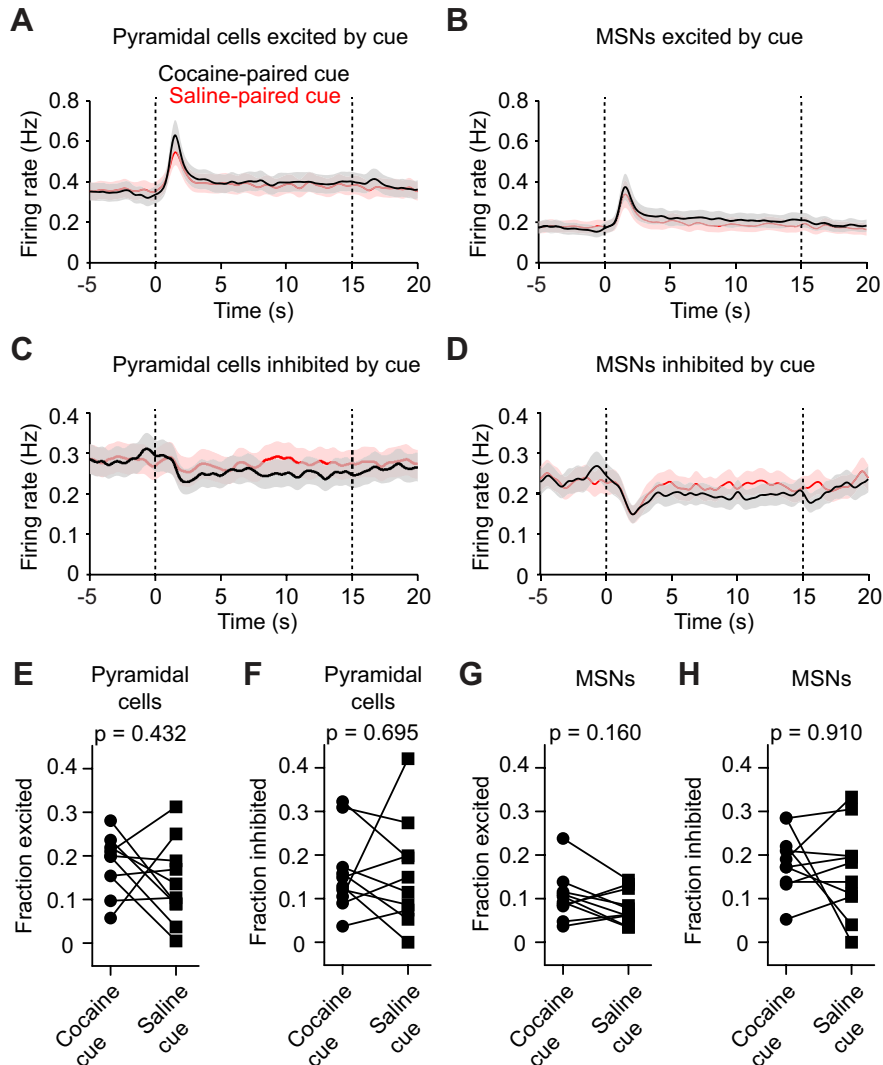 A
Pyramidal cells excited by cue
Cocaine-paired cue
Saline-paired cue
Firing rate (Hz)
0.8
0.6
0.4
0.2
0
-5 0 5 10 15 20
Time (s)
B
MSNs excited by cue
Firing rate (Hz)
0.8
0.6
0.4
0.2
0
-5 0 5 10 15 20
Time (s)
C
Pyramidal cells inhibited by cue
Firing rate (Hz)
0.4
0.3
0.2
0.1
0
-5 0 5 10 15 20
Time (s)
D
MSNs inhibited by cue
Firing rate (Hz)
0.4
0.3
0.2
0.1
0
-5 0 5 10 15 20
Time (s)
E
Pyramidal
cells
p = 0.432
Fraction excited
0.4
0.3
0.2
0.1
0
Cocaine
cue
Saline
cue
F
Pyramidal
cells
p = 0.695
Fraction inhibited
0.4
0.3
0.2
0.1
0
Cocaine
cue
Saline
cue
G
MSNs
p = 0.160
Fraction excited
0.4
0.3
0.2
0.1
0
Cocaine
cue
Saline
cue
H
MSNs
p = 0.910
Fraction inhibited
0.4
0.3
0.2
0.1
0
Cocaine
cue
Saline
cue